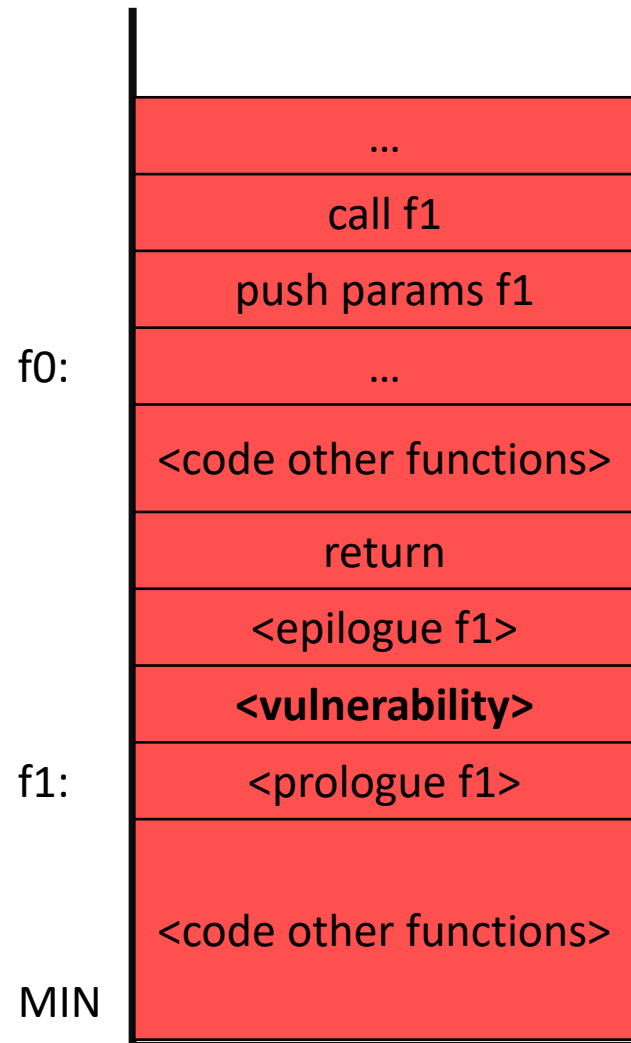 ...
call f1
push params f1
f0:
...
<code other functions>
return
<epilogue f1>
<vulnerability>
f1:
<prologue f1>
<code other functions>
MIN